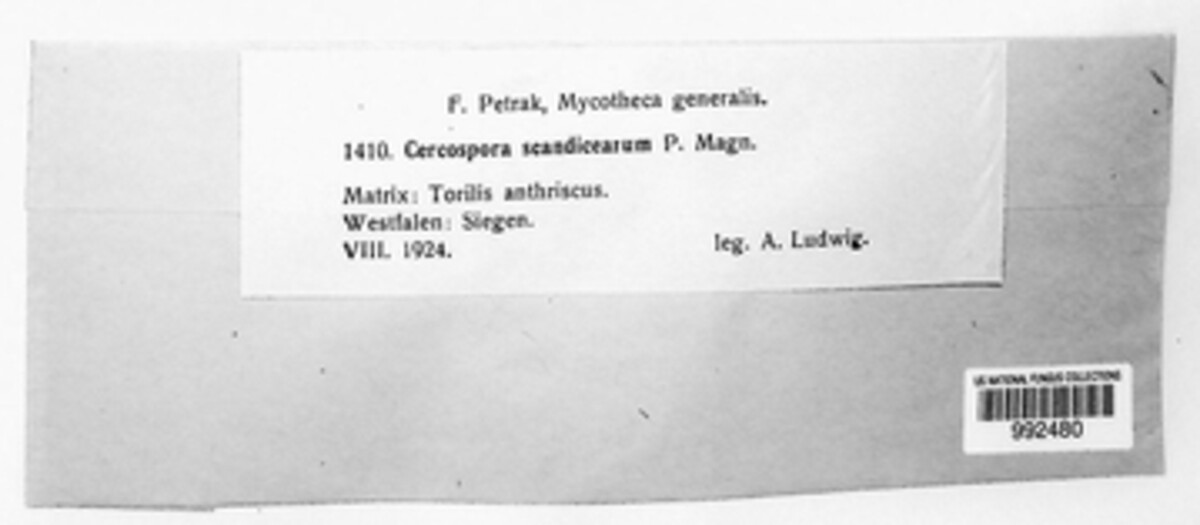 F. Petrak, Mycotheca generalis.
1410. Cercospora scandicearum P. Magn.
Matrix: Torilis anthriscus.
Westfalen: Siegen.
VIII. 1924.
leg. A. Ludwig.
US NATIONAL FUNGUS COLLECTIONS
992480